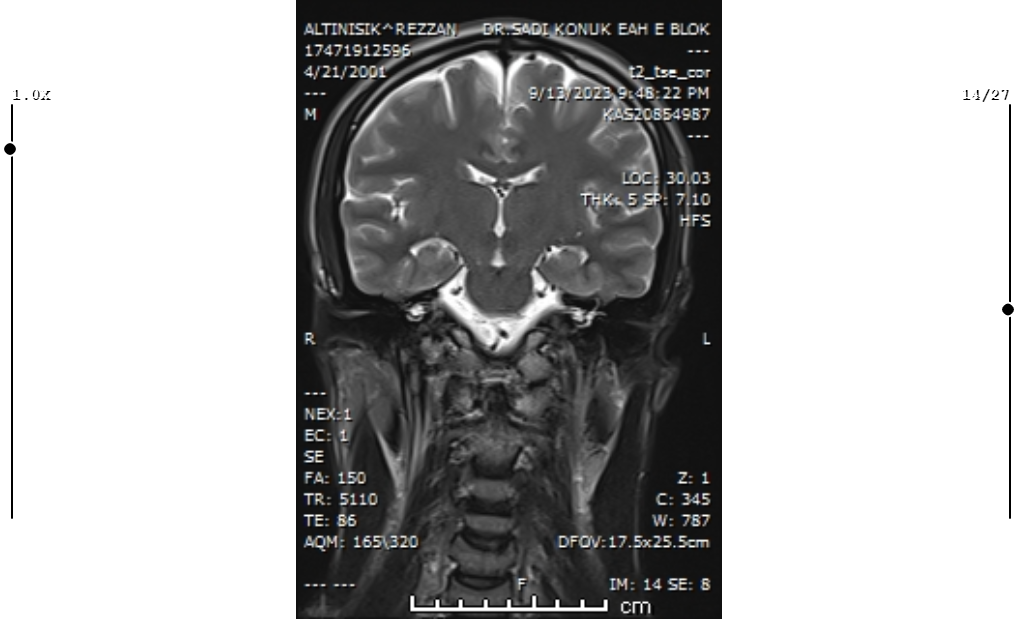 ALTINISIK^REZZAN
DR.SADI KONUK EAH E BLOK
17471912596
---
4/21/2001
t2_tse_cor
1.0X
14/27
---
9/13/2023 9:48:22 PM
M
KAS20854987
---
LOC: 30.03
THK: 5 SP: 7.10
HFS
R
L
---
NEX:1
EC: 1
SE
FA: 150
Z: 1
TR: 5110
C: 345
TE: 86
W: 787
AQM: 165\320
DFOV:17.5x25.5cm
--- ---
F
IM: 14 SE: 8
cm